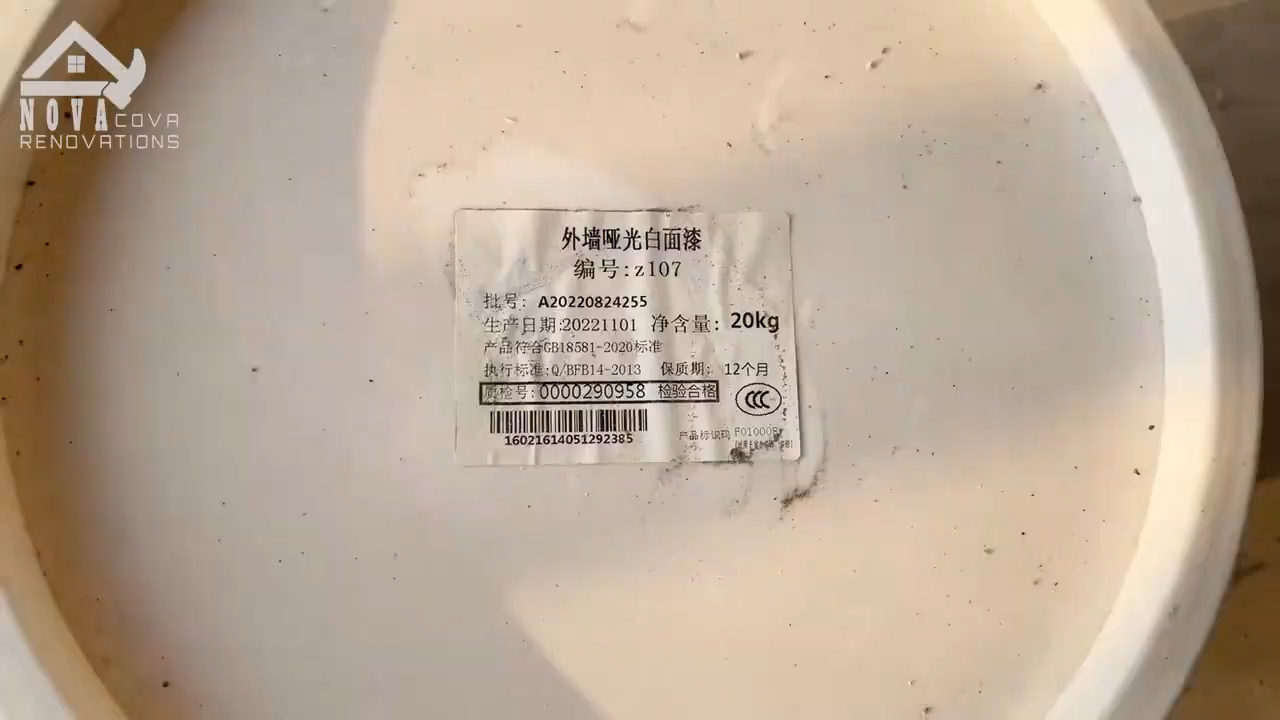 NOVA COVA
RENOVATIONS
外墙哑光白面漆
编号:z107
批号: A20220824255
生产日期:20221101 净含量: 20kg
产品符合GB18581-2020标准
执行标准:Q/BFB14-2013 保质期: 12个月
质检号:0000290958 检验合格
CCC
16021614051292385
产品标识码